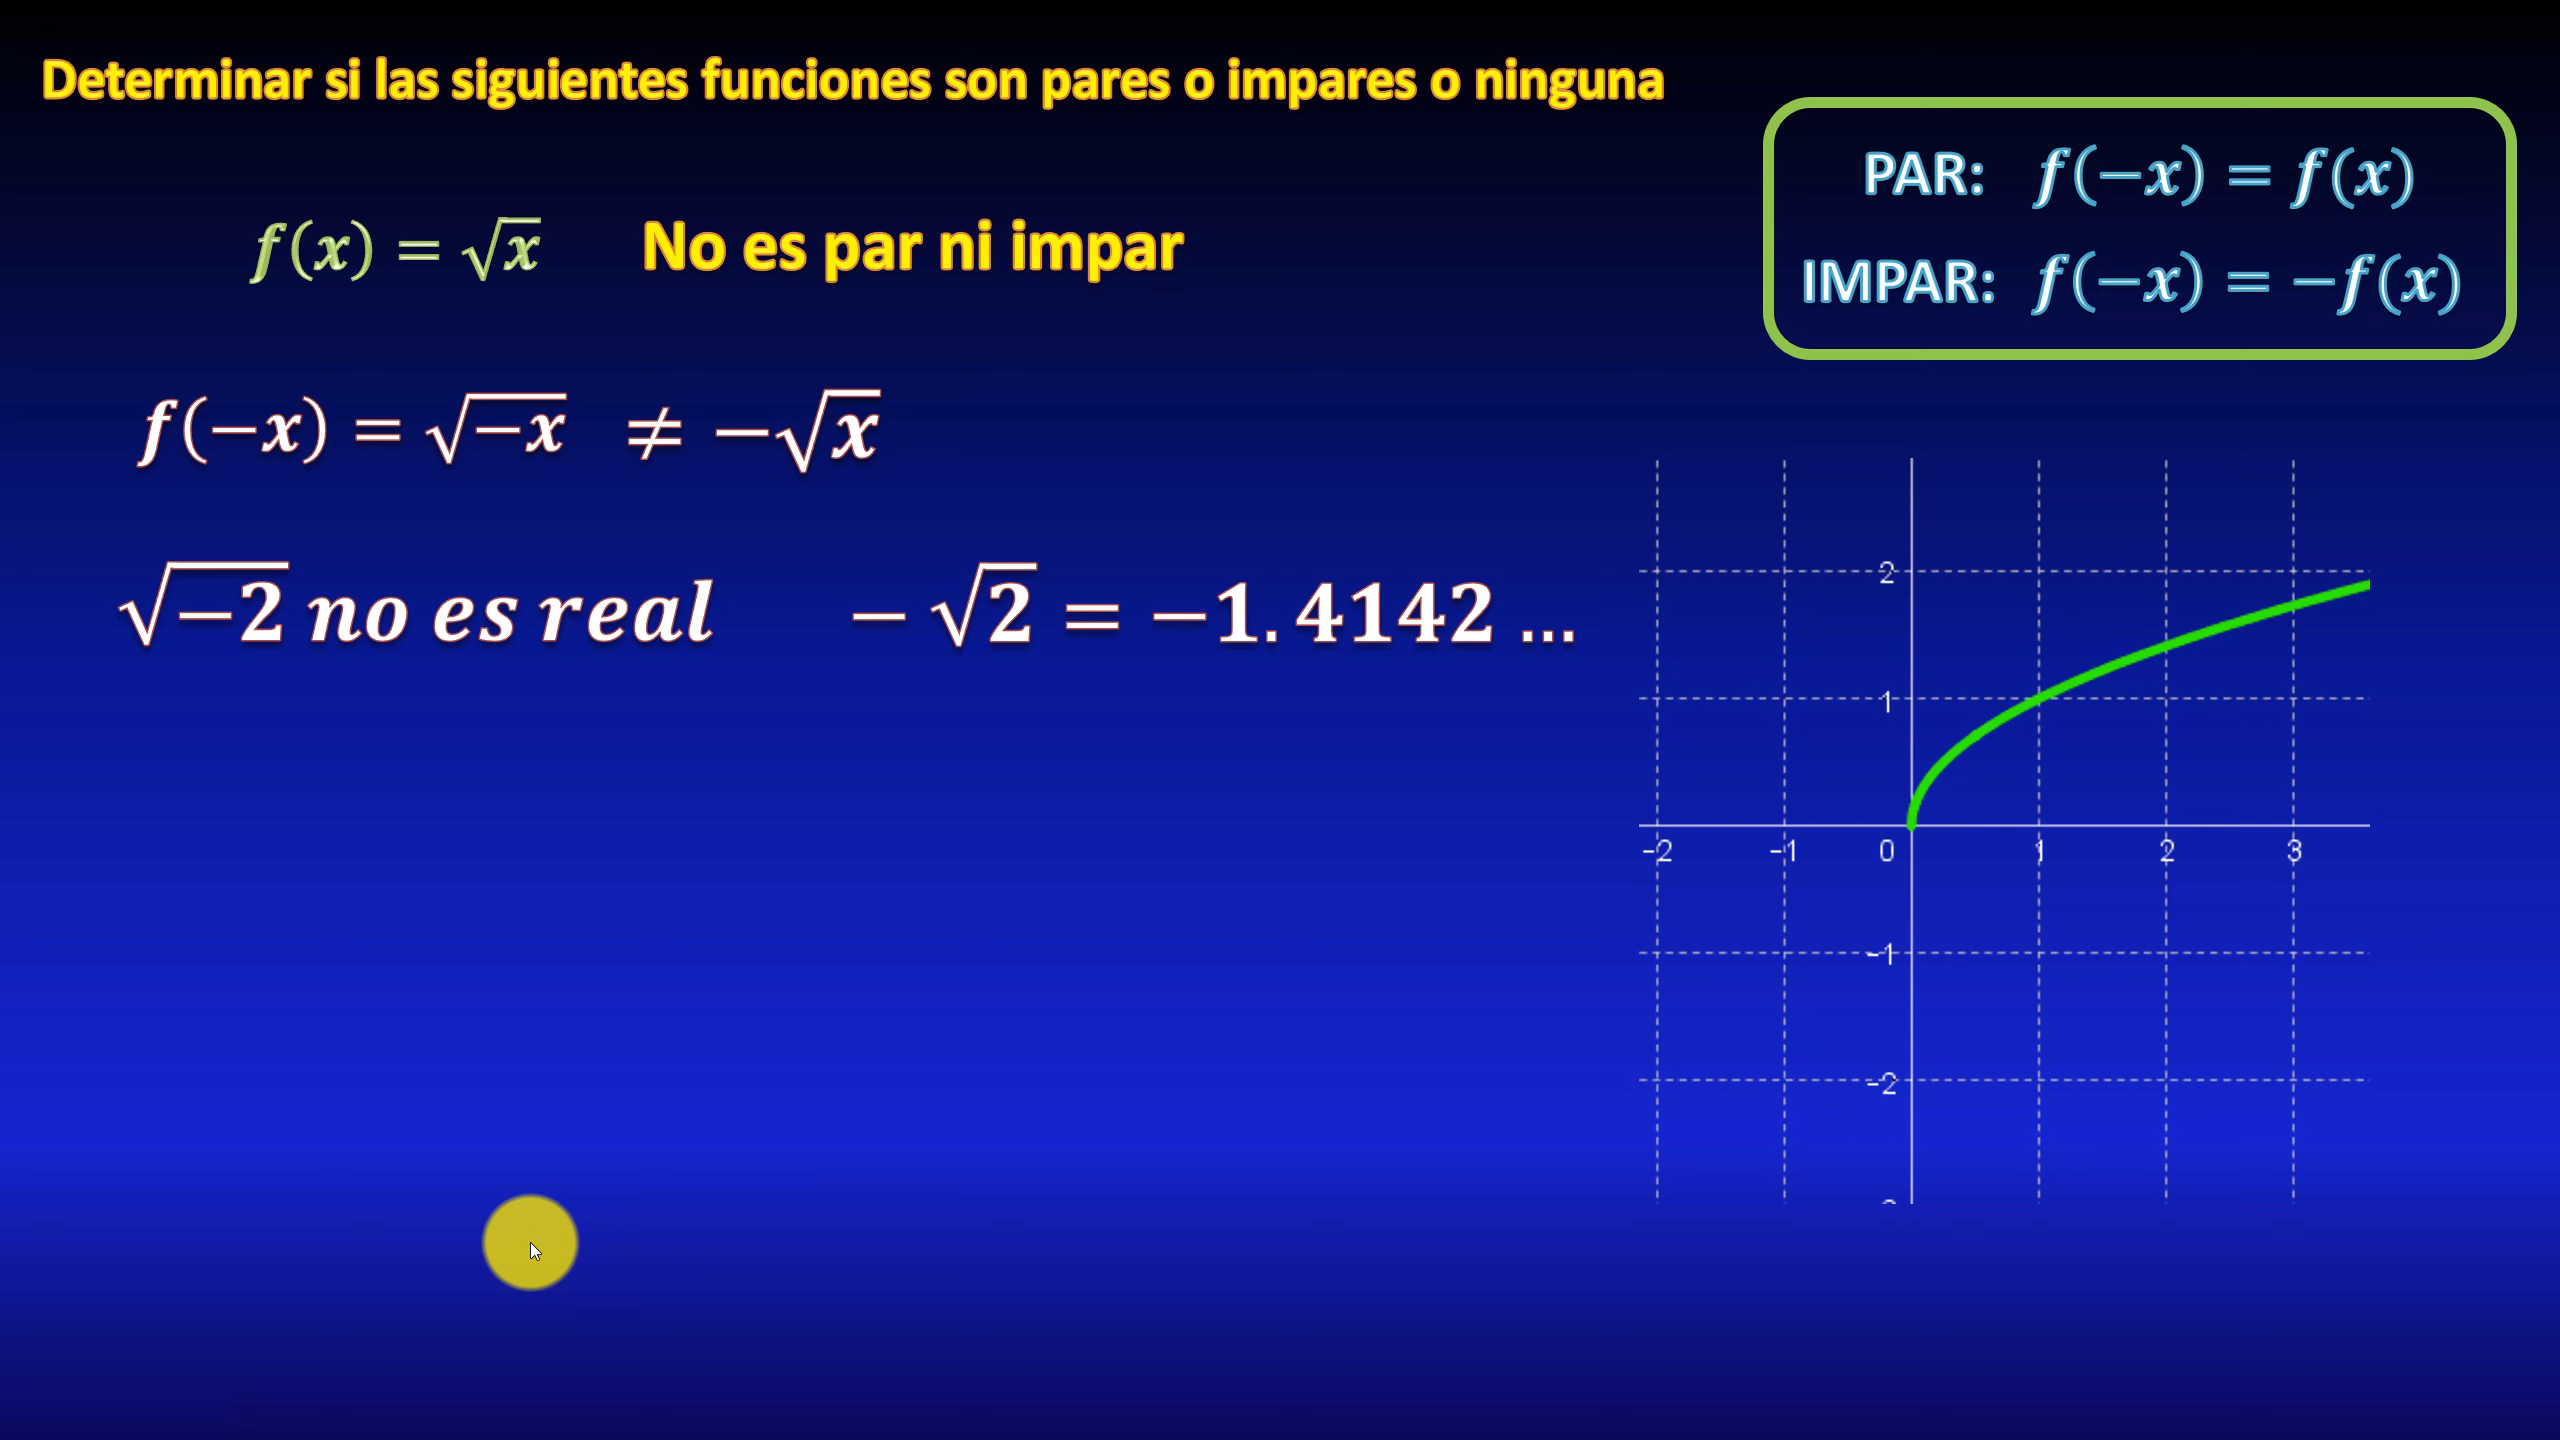 Determinar si las siguientes funciones son pares o impares o ninguna
PAR: f(−x) = f(x)
IMPAR: f(−x) = −f(x)
f(x) = √x No es par ni impar
f(−x) = √−x ≠ −√x
√−2 no es real − √2 = −1.4142 ...
2
1
-2 -1 0 1 2 3
-1
-2